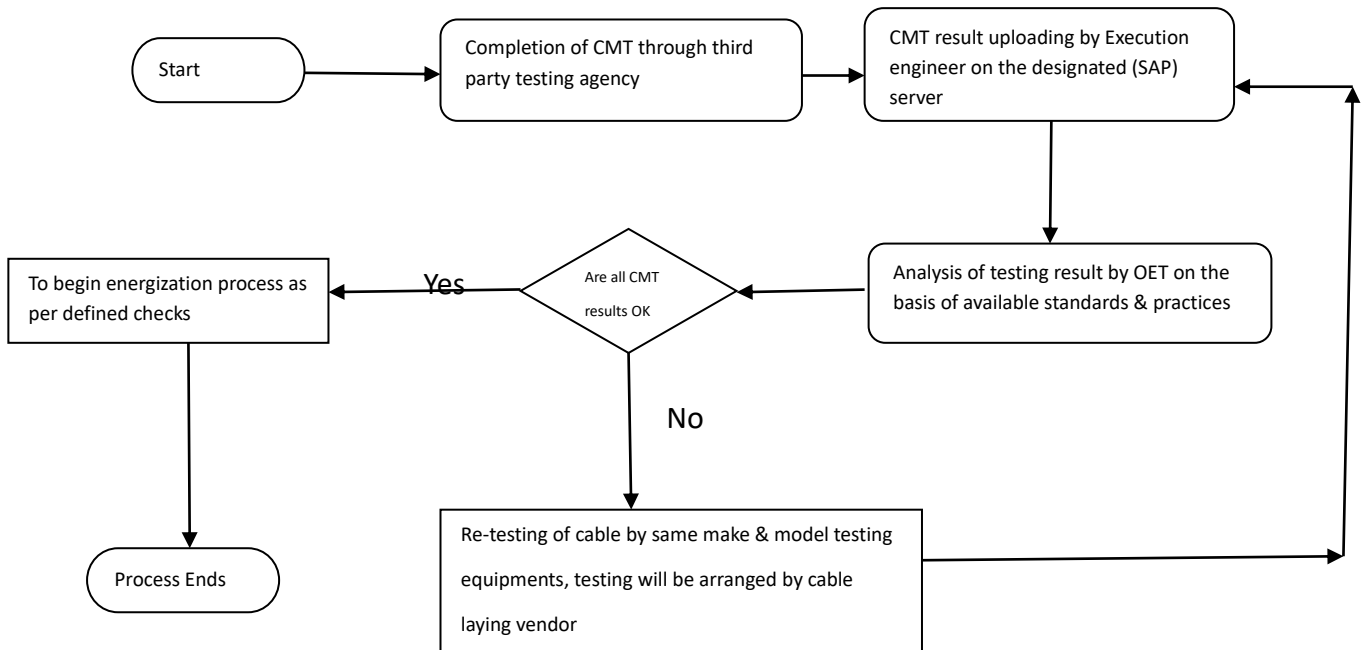 Start
Completion of CMT through third
party testing agency
CMT result uploading by Execution
engineer on the designated (SAP)
server
Analysis of testing result by OET on the
basis of available standards & practices
Are all CMT
results OK
Yes
To begin energization process as
per defined checks
No
Re-testing of cable by same make & model testing
equipments, testing will be arranged by cable
laying vendor
Process Ends